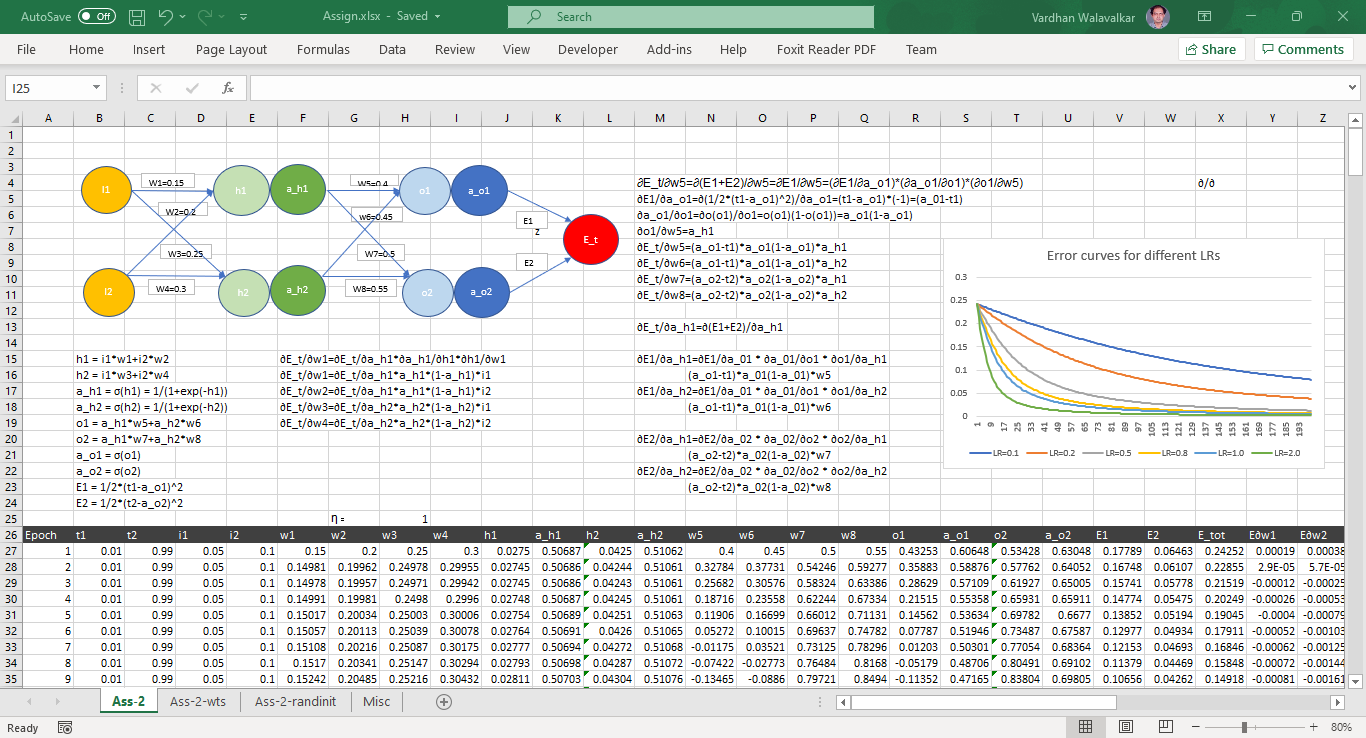 AutoSave Off Assign.xlsx - Saved Search Vardhan Walavalkar
File Home Insert Page Layout Formulas Data Review View Developer Add-ins Help Foxit Reader PDF Team Share Comments
I25 fx
A B C D E F G H I J K L M N O P Q R S T U V W X Y Z
1
2
3
4 ∂E_t/∂w5=∂(E1+E2)/∂w5=∂E1/∂w5=(∂E1/∂a_o1)*(∂a_o1/∂o1)*(∂o1/∂w5) ∂/∂
5 ∂E1/∂a_o1=∂(1/2*(t1-a_o1)^2)/∂a_o1=(t1-a_o1)*(-1)=(a_01-t1)
6 ∂a_o1/∂o1=∂o(o1)/∂o1=o(o1)(1-o(o1))=a_o1(1-a_o1)
7 ∂o1/∂w5=a_h1
8 ∂E_t/∂w5=(a_o1-t1)*a_o1(1-a_o1)*a_h1
9 ∂E_t/∂w6=(a_o1-t1)*a_o1(1-a_o1)*a_h2
10 ∂E_t/∂w7=(a_o2-t2)*a_o2(1-a_o2)*a_h1
11 ∂E_t/∂w8=(a_o2-t2)*a_o2(1-a_o2)*a_h2
12
13 ∂E_t/∂a_h1=∂(E1+E2)/∂a_h1
14
I1 W1=0.15 h1 a_h1 W5=0.4 o1 a_o1
W2=0.2 w6=0.45 E1
z
E_t
W3=0.25 W7=0.5
E2
I2 W4=0.3 h2 a_h2 W8=0.55 o2 a_o2
15 h1 = i1*w1+i2*w2 ∂E_t/∂w1=∂E_t/∂a_h1*∂a_h1/∂h1*∂h1/∂w1 ∂E1/∂a_h1=∂E1/∂a_01 * ∂a_01/∂o1 * ∂o1/∂a_h1
16 h2 = i1*w3+i2*w4 ∂E_t/∂w1=∂E_t/∂a_h1*a_h1*(1-a_h1)*i1 (a_o1-t1)*a_01(1-a_01)*w5
17 a_h1 = σ(h1) = 1/(1+exp(-h1)) ∂E_t/∂w2=∂E_t/∂a_h1*a_h1*(1-a_h1)*i2 ∂E1/∂a_h2=∂E1/∂a_01 * ∂a_01/∂o1 * ∂o1/∂a_h2
18 a_h2 = σ(h2) = 1/(1+exp(-h2)) ∂E_t/∂w3=∂E_t/∂a_h2*a_h2*(1-a_h2)*i1 (a_o1-t1)*a_01(1-a_01)*w6
19 o1 = a_h1*w5+a_h2*w6 ∂E_t/∂w4=∂E_t/∂a_h2*a_h2*(1-a_h2)*i2
20 o2 = a_h1*w7+a_h2*w8 ∂E2/∂a_h1=∂E2/∂a_02 * ∂a_02/∂o2 * ∂o2/∂a_h1
21 a_o1 = σ(o1) (a_o2-t2)*a_02(1-a_02)*w7
22 a_o2 = σ(o2) ∂E2/∂a_h2=∂E2/∂a_02 * ∂a_02/∂o2 * ∂o2/∂a_h2
23 E1 = 1/2*(t1-a_o1)^2 (a_o2-t2)*a_02(1-a_02)*w8
24 E2 = 1/2*(t2-a_o2)^2
Error curves for different LRs
0.3
0.25
0.2
0.15
0.1
0.05
0
1 9 17 25 33 41 49 57 65 73 81 89 97 105 113 121 129 137 145 153 161 169 177 185 193
LR=0.1 LR=0.2 LR=0.5 LR=0.8 LR=1.0 LR=2.0
25 η = 1
26 Epoch t1 t2 i1 i2 w1 w2 w3 w4 h1 a_h1 h2 a_h2 w5 w6 w7 w8 o1 a_o1 o2 a_o2 E1 E2 E_tot E∂w1 E∂w2
27 1 0.01 0.99 0.05 0.1 0.15 0.2 0.25 0.3 0.0275 0.50687 0.0425 0.51062 0.4 0.45 0.5 0.55 0.43253 0.60648 0.53428 0.63048 0.17789 0.06463 0.24252 0.00019 0.00038
28 2 0.01 0.99 0.05 0.1 0.14981 0.19962 0.24978 0.29955 0.02745 0.50686 0.04244 0.51061 0.32784 0.37731 0.54246 0.59277 0.35883 0.58876 0.57762 0.64052 0.16748 0.06107 0.22855 2.9E-05 5.7E-05
29 3 0.01 0.99 0.05 0.1 0.14978 0.19957 0.24971 0.29942 0.02745 0.50686 0.04243 0.51061 0.25682 0.30576 0.58324 0.63386 0.28629 0.57109 0.61927 0.65005 0.15741 0.05778 0.21519 -0.00012 -0.00025
30 4 0.01 0.99 0.05 0.1 0.14991 0.19981 0.2498 0.2996 0.02748 0.50687 0.04245 0.51061 0.18716 0.23558 0.62244 0.67334 0.21515 0.55358 0.65931 0.65911 0.14774 0.05475 0.20249 -0.00026 -0.00053
31 5 0.01 0.99 0.05 0.1 0.15017 0.20034 0.25003 0.30006 0.02754 0.50689 0.04251 0.51063 0.11906 0.16699 0.66012 0.71131 0.14562 0.53634 0.69782 0.6677 0.13852 0.05194 0.19045 -0.0004 -0.00079
32 6 0.01 0.99 0.05 0.1 0.15057 0.20113 0.25039 0.30078 0.02764 0.50691 0.0426 0.51065 0.05272 0.10015 0.69637 0.74782 0.07787 0.51946 0.73487 0.67587 0.12977 0.04934 0.17911 -0.00052 -0.00103
33 7 0.01 0.99 0.05 0.1 0.15108 0.20216 0.25087 0.30175 0.02777 0.50694 0.04272 0.51068 -0.01175 0.03521 0.73125 0.78296 0.01203 0.50301 0.77054 0.68364 0.12153 0.04693 0.16846 -0.00062 -0.00125
34 8 0.01 0.99 0.05 0.1 0.1517 0.20341 0.25147 0.30294 0.02793 0.50698 0.04287 0.51072 -0.07422 -0.02773 0.76484 0.8168 -0.05179 0.48706 0.80491 0.69102 0.11379 0.04469 0.15848 -0.00072 -0.00144
35 9 0.01 0.99 0.05 0.1 0.15242 0.20485 0.25216 0.30432 0.02811 0.50703 0.04304 0.51076 -0.13465 -0.0886 0.79721 0.8494 -0.11352 0.47165 0.83804 0.69805 0.10656 0.04262 0.14918 -0.00081 -0.00161
Ass-2 Ass-2-wts Ass-2-randinit Misc
Ready 80%